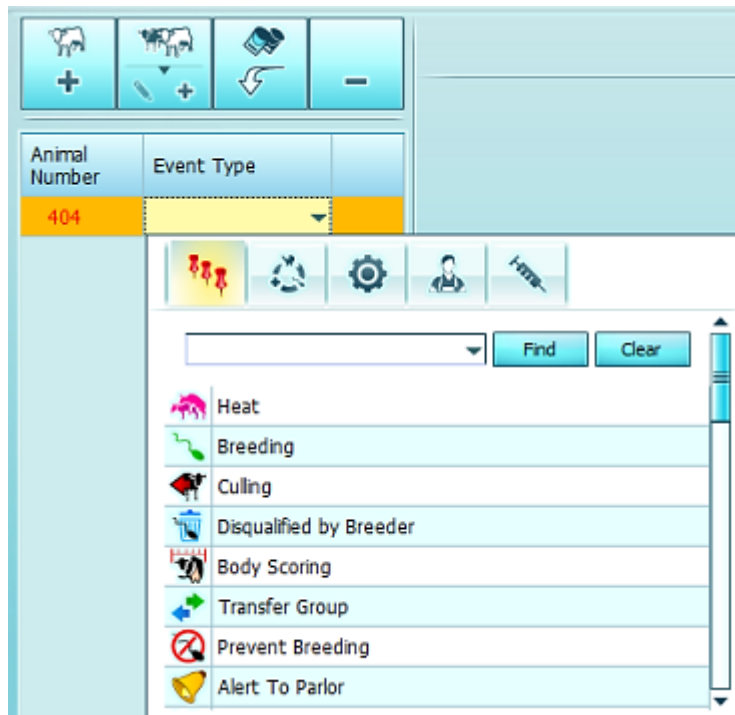 Animal
Number
Event Type
404
Find
Clear
Heat
Breeding
Culling
Disqualified by Breeder
Body Scoring
Transfer Group
Prevent Breeding
Alert To Parlor